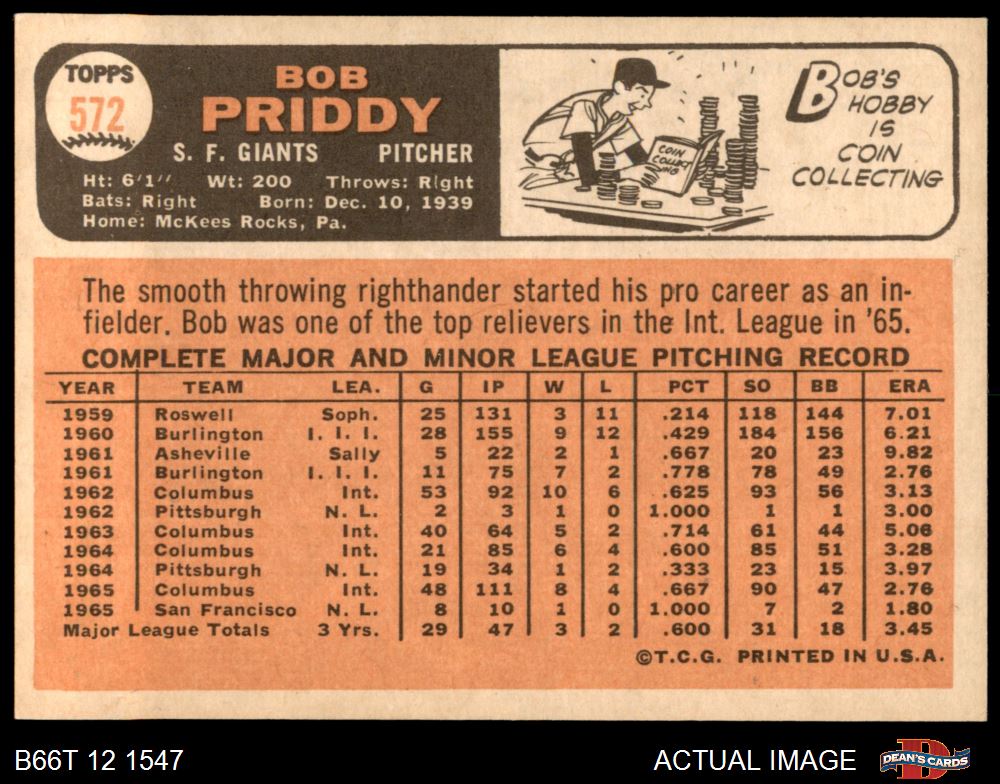 TOPPS
572
BOB
PRIDDY
S. F. GIANTS PITCHER
Ht: 6'1" Wt: 200 Throws: Right
Bats: Right Born: Dec. 10, 1939
Home: McKees Rocks, Pa.
COIN
COLLECT
ING
BOB'S
HOBBY
IS
COIN
COLLECTING
The smooth throwing righthander started his pro career as an in-
fielder. Bob was one of the top relievers in the Int. League in '65.
COMPLETE MAJOR AND MINOR LEAGUE PITCHING RECORD
YEAR TEAM LEA. G IP W L PCT SO BB ERA
1959 Roswell Soph. 25 131 3 11 .214 118 144 7.01
1960 Burlington I. I. I. 28 155 9 12 .429 184 156 6.21
1961 Asheville Sally 5 22 2 1 .667 20 23 9.82
1961 Burlington I. I. I. 11 75 7 2 .778 78 49 2.76
1962 Columbus Int. 53 92 10 6 .625 93 56 3.13
1962 Pittsburgh N. L. 2 3 1 0 1.000 1 1 3.00
1963 Columbus Int. 40 64 5 2 .714 61 44 5.06
1964 Columbus Int. 21 85 6 4 .600 85 51 3.28
1964 Pittsburgh N. L. 19 34 1 2 .333 23 15 3.97
1965 Columbus Int. 48 111 8 4 .667 90 47 2.76
1965 San Francisco N. L. 8 10 1 0 1.000 7 2 1.80
Major League Totals 3 Yrs. 29 47 3 2 .600 31 18 3.45
©T.C.G. PRINTED IN U.S.A.
B66T 12 1547
ACTUAL IMAGE
DEAN'S CARDS